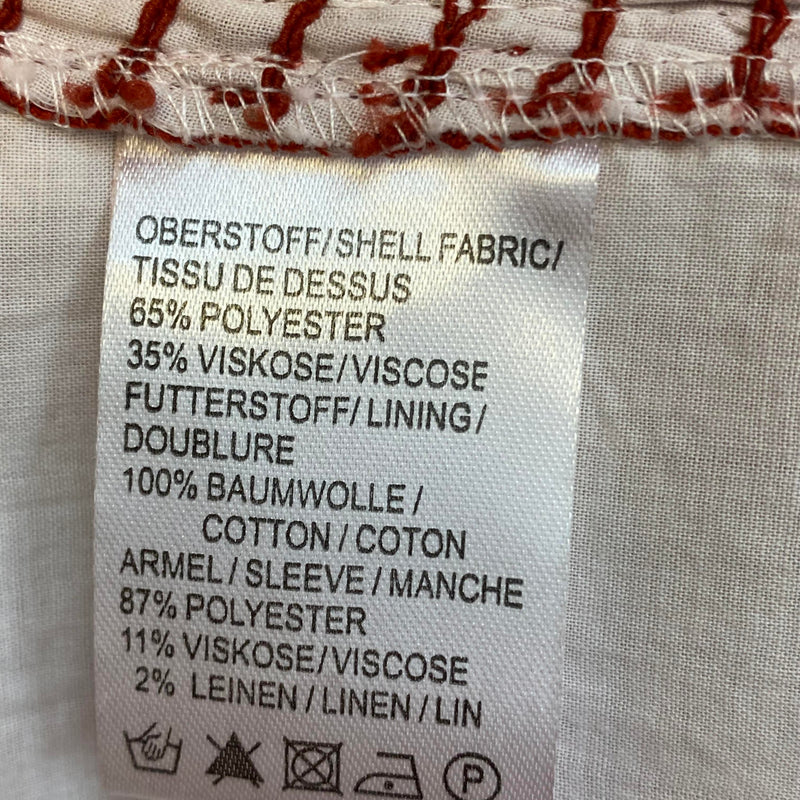 OBERSTOFF/SHELL FABRIC/
TISSU DE DESSUS
65% POLYESTER
35% VISKOSE/VISCOSE
FUTTERSTOFF/LINING/
DOUBLURE
100% BAUMWOLLE/
COTTON/COTON
ARMEL/SLEEVE/MANCHE
87% POLYESTER
11% VISKOSE/VISCOSE
2% LEINEN/LINEN/LIN
P